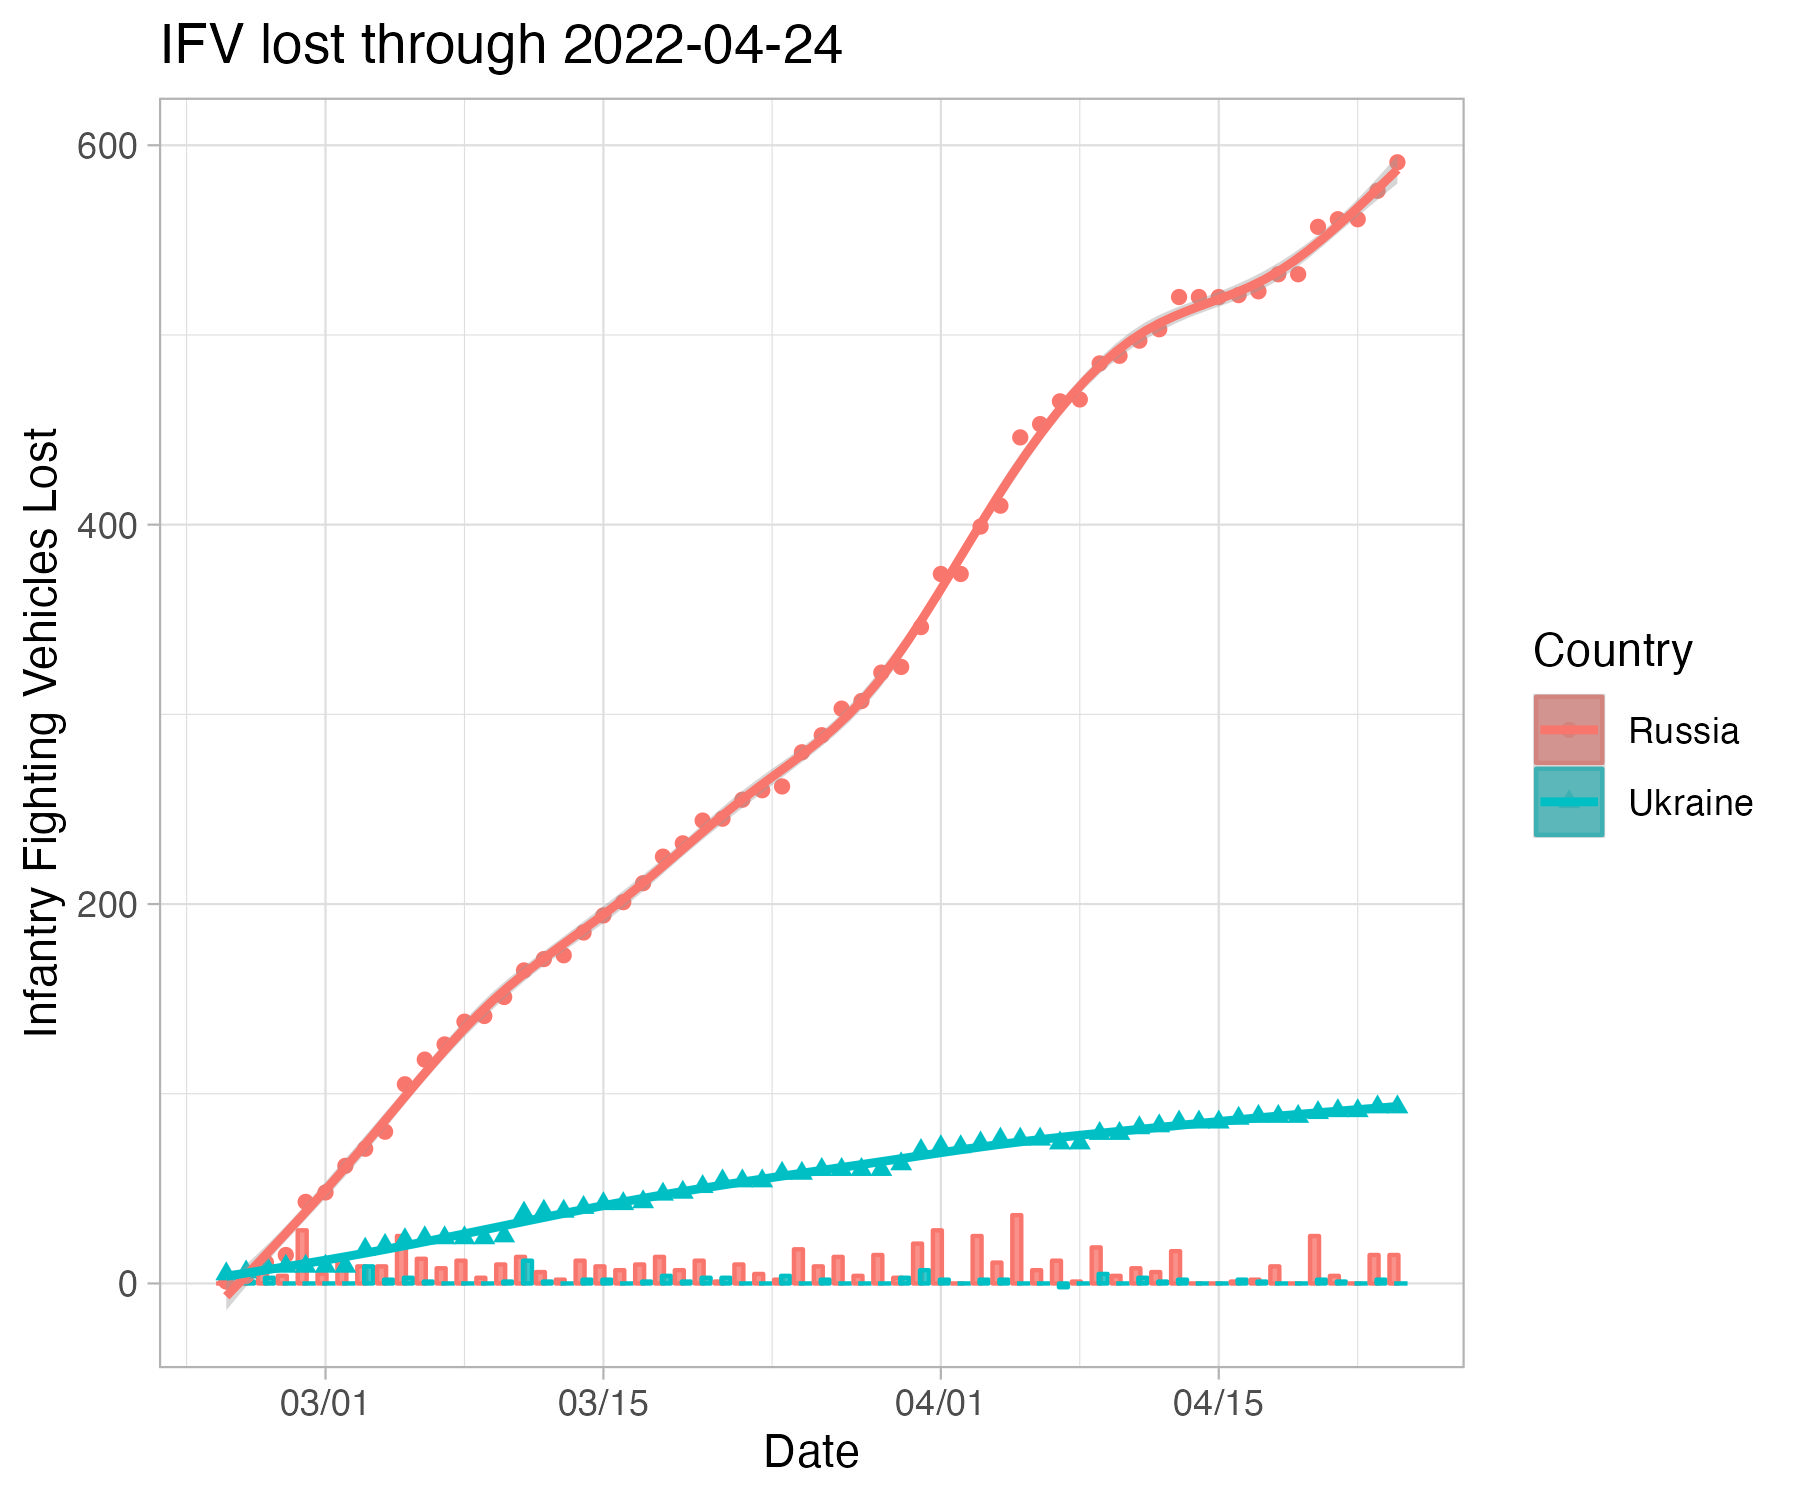 IFV lost through 2022-04-24
Infantry Fighting Vehicles Lost
600
400
200
0
03/01
03/15
04/01
04/15
Date
Country
Russia
Ukraine